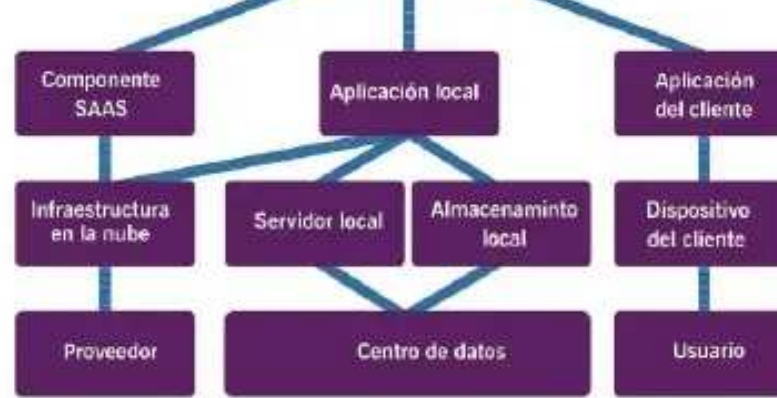 Componente
SAAS
Aplicación local
Aplicación
del cliente
Infraestructura
en la nube
Servidor local
Almacenaminto
local
Dispositivo
del cliente
Proveedor
Centro de datos
Usuario